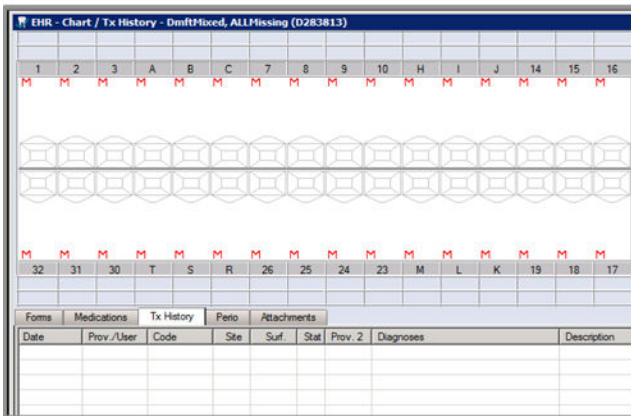 EHR - Chart / Tx History - DmftMixed, ALLMissing (D283813)
1 2 3 A B C 7 8 9 10 H I J 14 15 16
M M M M M M M M M M M M M M M M
M M M M M M M M M M M M M M M M
32 31 30 T S R 26 25 24 23 M L K 19 18 17
Forms Medications Tx History Perio Attachments
Date Prov./User Code Site Surf. Stat Prov. 2 Diagnoses Description